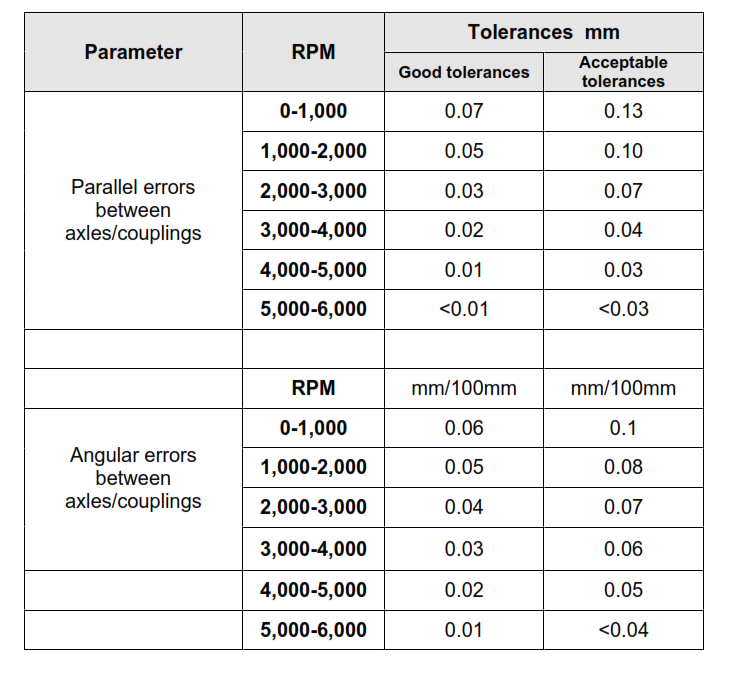 Parameter RPM Tolerances mm
Good tolerances Acceptable
tolerances
Parallel errors
between
axles/couplings
0-1,000 0.07 0.13
1,000-2,000 0.05 0.10
2,000-3,000 0.03 0.07
3,000-4,000 0.02 0.04
4,000-5,000 0.01 0.03
5,000-6,000 <0.01 <0.03
RPM mm/100mm mm/100mm
Angular errors
between
axles/couplings
0-1,000 0.06 0.1
1,000-2,000 0.05 0.08
2,000-3,000 0.04 0.07
3,000-4,000 0.03 0.06
4,000-5,000 0.02 0.05
5,000-6,000 0.01 <0.04